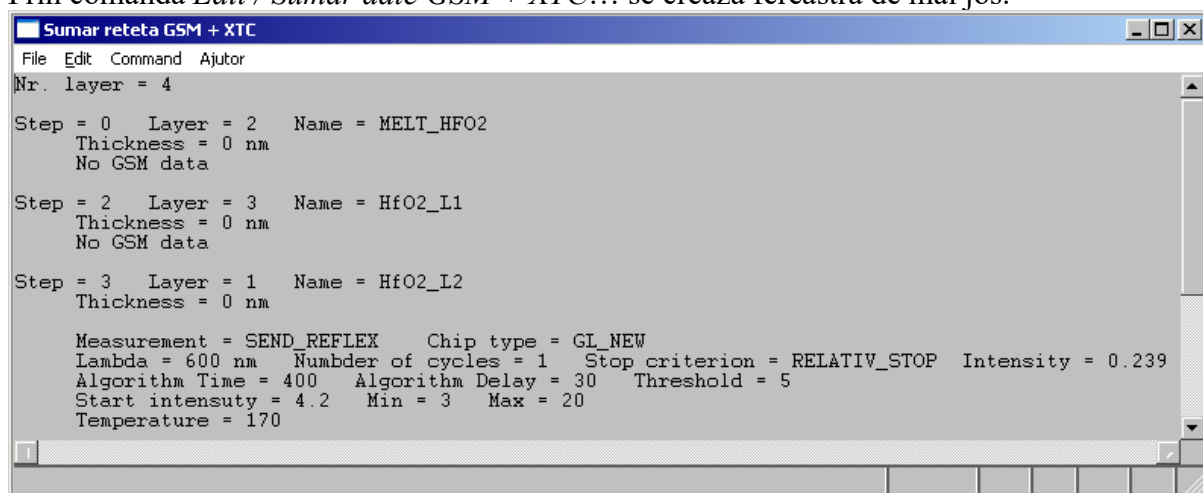 Prin comanda Edit / Sumar date GSM + XTC… se crează fereastra de mai jos:
Sumar reteta GSM + XTC
File Edit Command Ajutor
Nr. layer = 4
Step = 0 Layer = 2 Name = MELT_HFO2
Thickness = 0 nm
No GSM data
Step = 2 Layer = 3 Name = HfO2_L1
Thickness = 0 nm
No GSM data
Step = 3 Layer = 1 Name = HfO2_L2
Thickness = 0 nm
Measurement = SEND_REFLEX Chip type = GL_NEW
Lambda = 600 nm Numbder of cycles = 1 Stop criterion = RELATIV_STOP Intensity = 0.239
Algorithm Time = 400 Algorithm Delay = 30 Threshold = 5
Start intensuty = 4.2 Min = 3 Max = 20
Temperature = 170